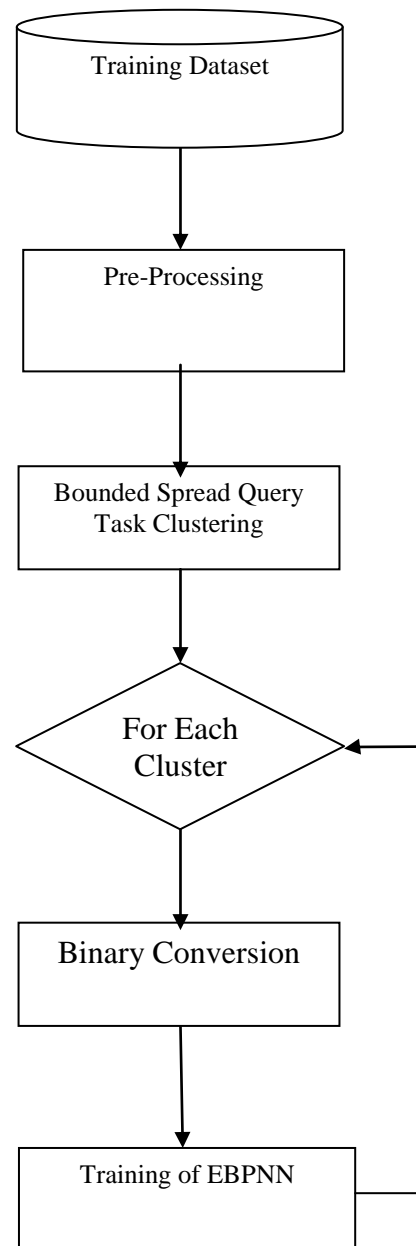 Training Dataset
Pre-Processing
Bounded Spread Query
Task Clustering
For Each
Cluster
Binary Conversion
Training of EBPNN